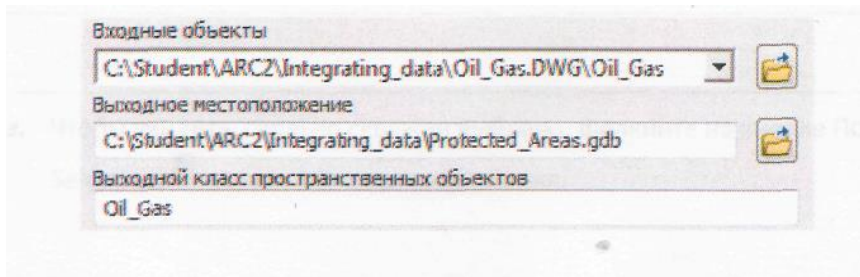 Входные объекты
C:\Student\ARC2\Integrating_data\Oil_Gas.DWG\Oil_Gas
Выходное местоположение
C:\Student\ARC2\Integrating_data\Protected_Areas.gdb
Выходной класс пространственных объектов
Oil_Gas